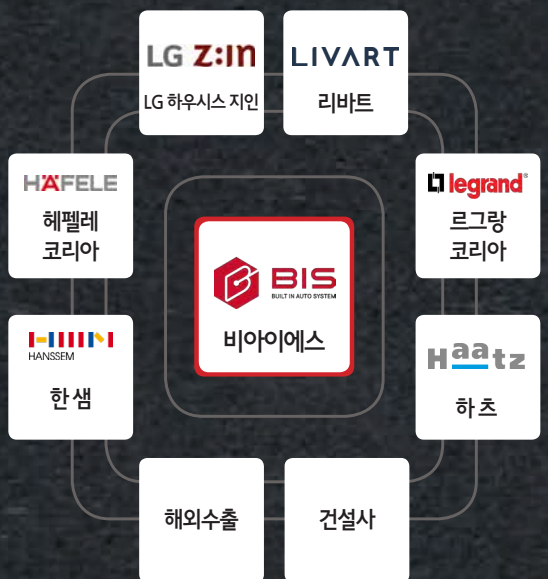 LG Z:IN
LG 하우시스 지인
LIVART
리바트
HÄFELE
헤펠레
코리아
legrand®
르그랑
코리아
BIS
BUILT IN AUTO SYSTEM
비아이에스
HANSSEM
한샘
Haatz
하츠
해외수출
건설사